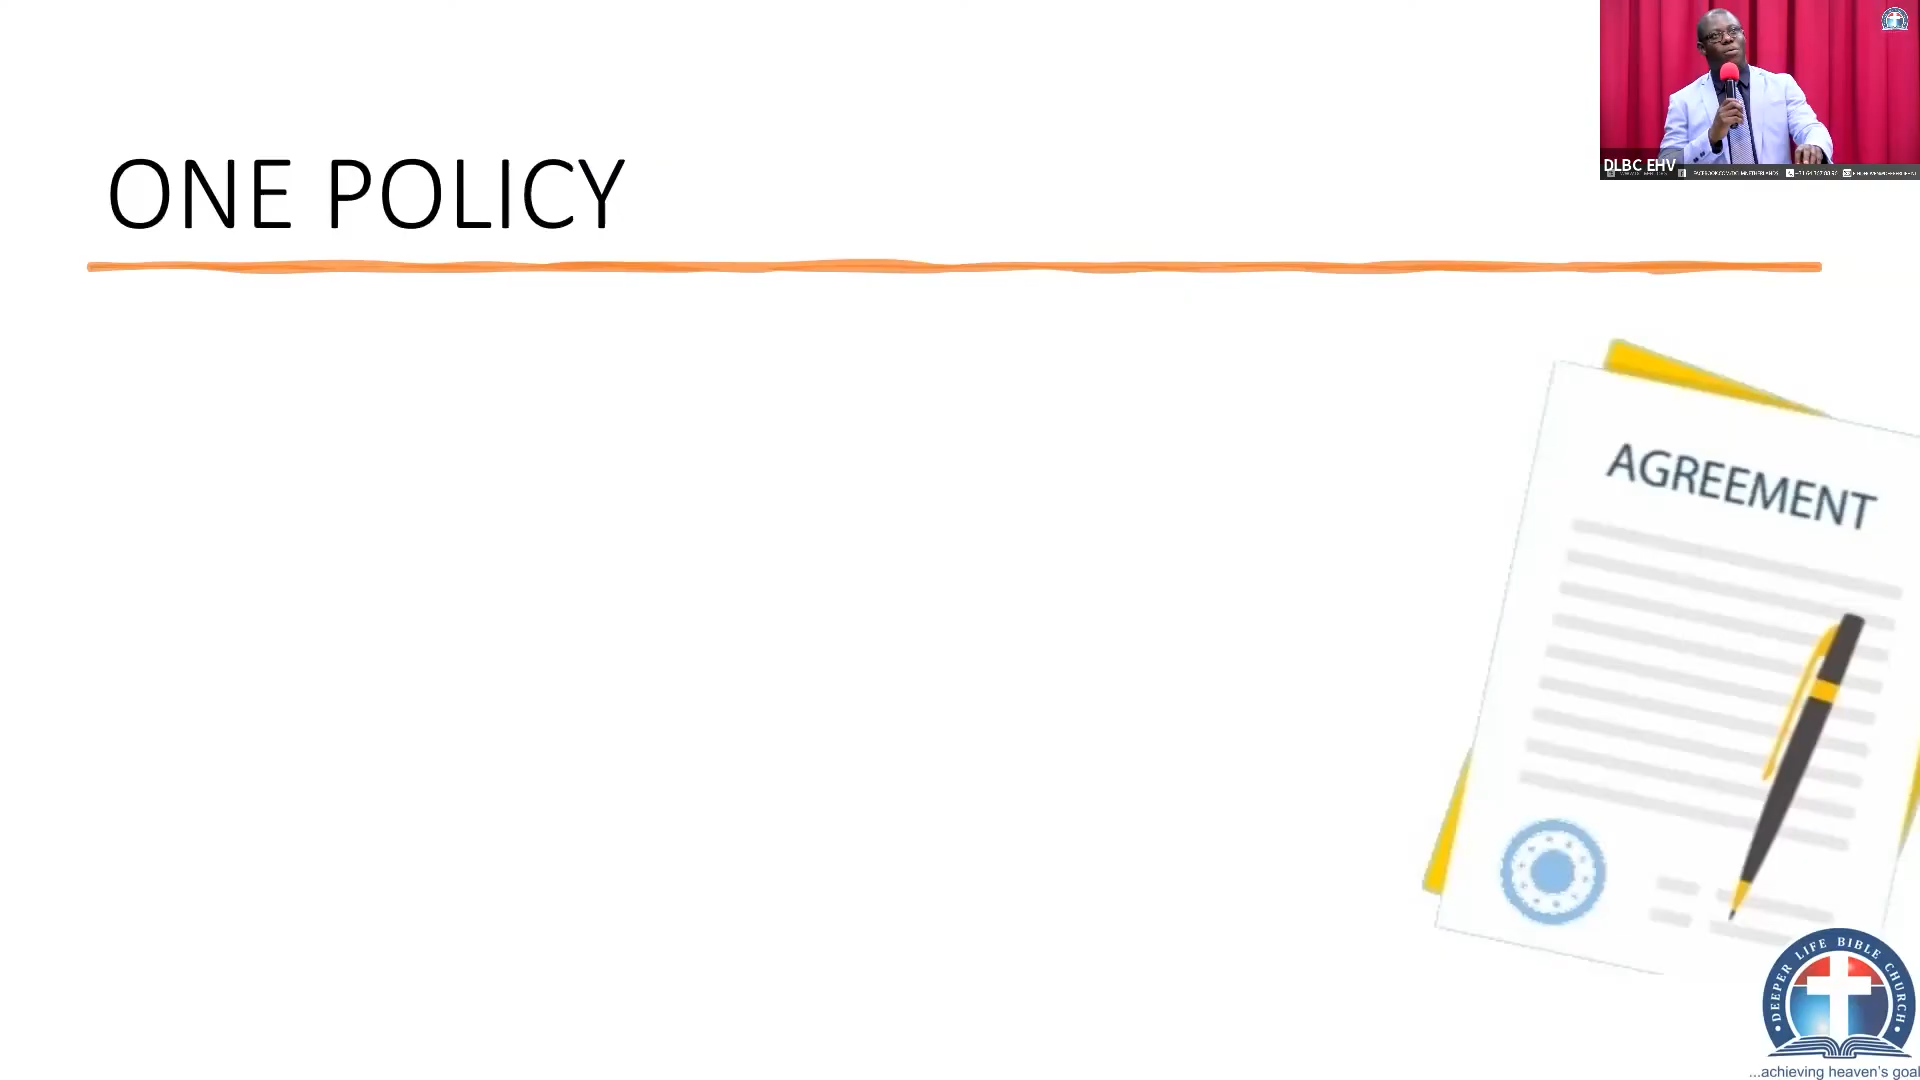 ONE POLICY
DLBC EHV
AGREEMENT
DEEPER LIFE BIBLE CHURCH
...achieving heaven's goal